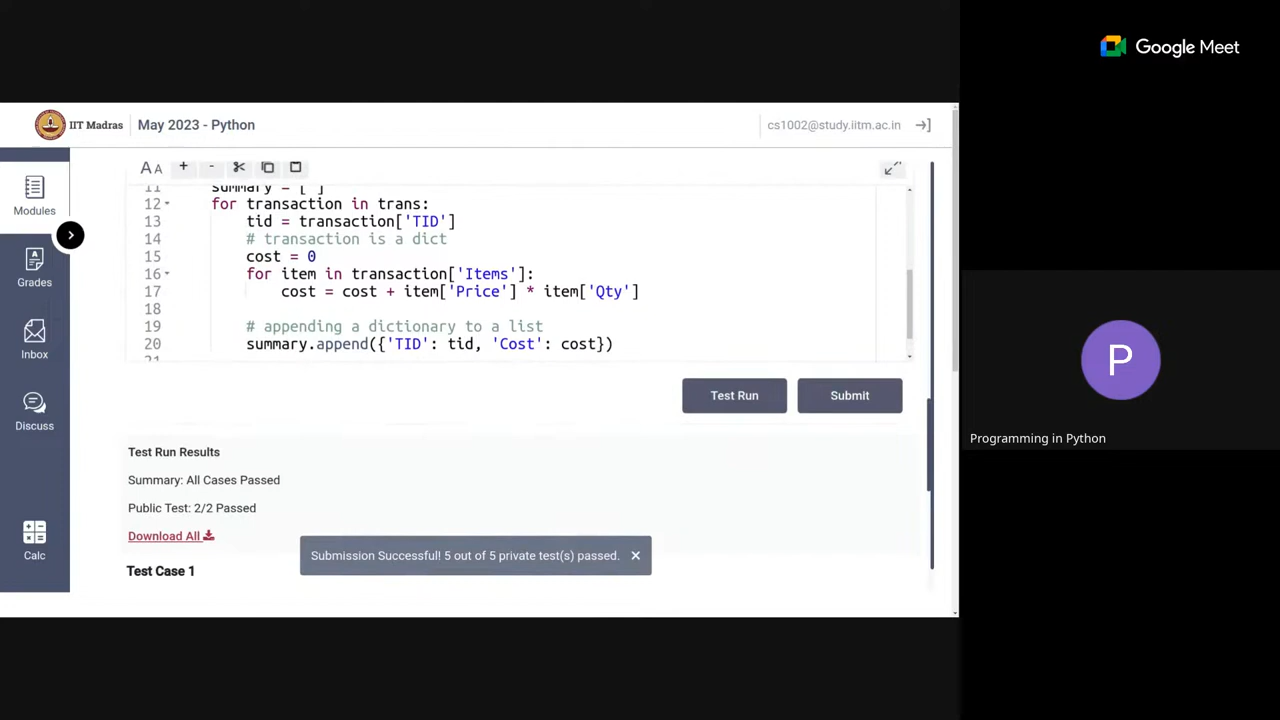 Google Meet
IIT Madras
May 2023 - Python
cs1002@study.iitm.ac.in
AA + -
Modules
Grades
Inbox
Discuss
Calc
11 summary = [ ]
12 for transaction in trans:
13 tid = transaction['TID']
14 # transaction is a dict
15 cost = 0
16 for item in transaction['Items']:
17 cost = cost + item['Price'] * item['Qty']
18
19 # appending a dictionary to a list
20 summary.append({'TID': tid, 'Cost': cost})
21
Test Run Submit
Test Run Results
Summary: All Cases Passed
Public Test: 2/2 Passed
Download All
Submission Successful! 5 out of 5 private test(s) passed. ×
Test Case 1
P
Programming in Python